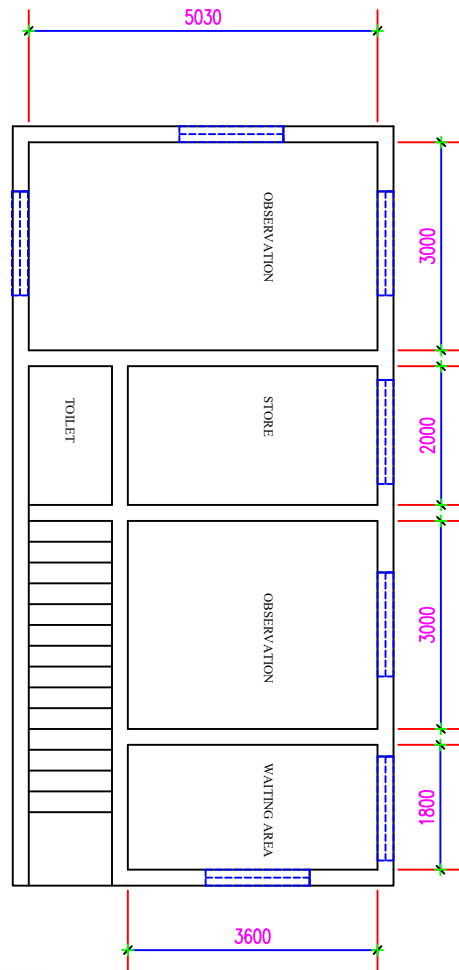 5030
OBSERVATION
3000
TOILET
STORE
2000
OBSERVATION
3000
WAITING AREA
1800
3600